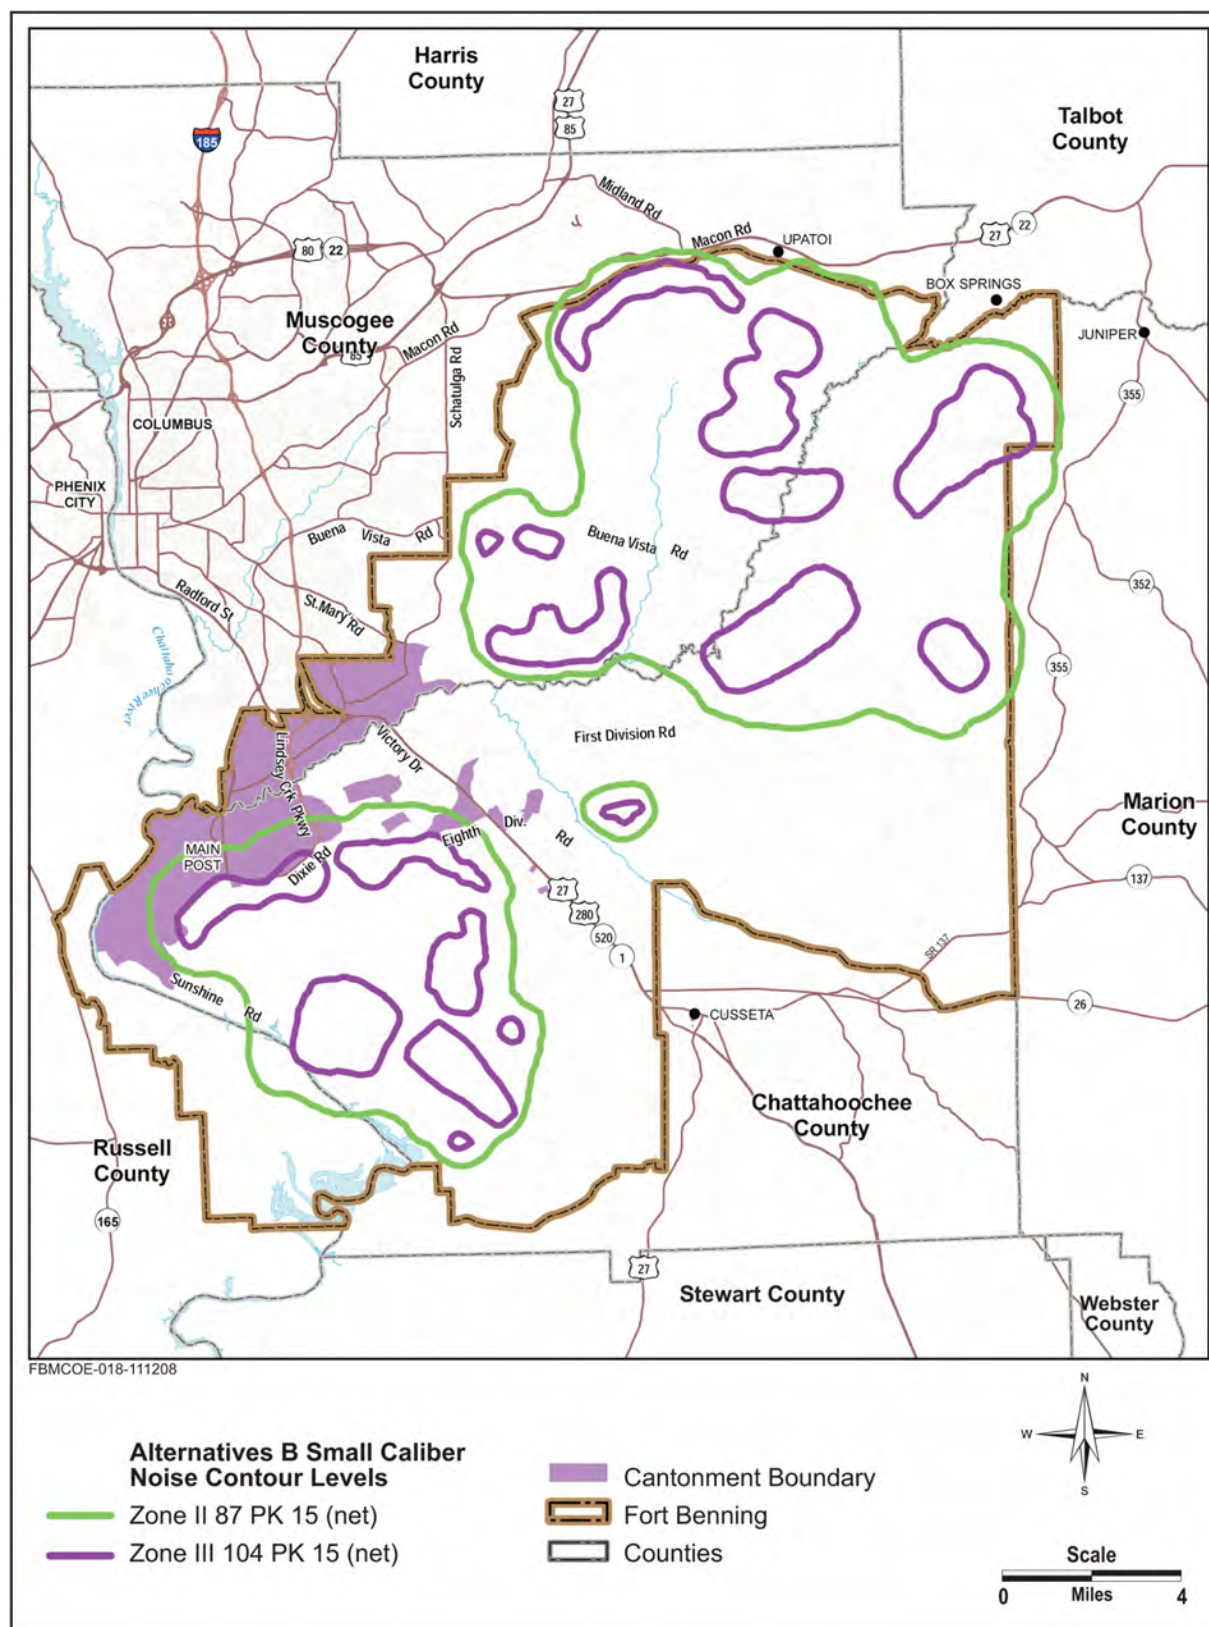 Harris
County
27
85
185
Talbot
County
Midland Rd
Macon Rd
UPATOI
27
22
80
22
BOX SPRINGS
Muscogee
County
85
Macon Rd
JUNIPER
Schatulga Rd
355
COLUMBUS
PHENIX
CITY
Buena Vista Rd
Buena Vista Rd
Radford St
St.Mary Rd
352
Chattahoochee River
355
First Division Rd
Lindsey Crk Pkwy
Victory Dr
Marion
County
MAIN
POST
Dixie Rd
Eighth Div. Rd
27
280
520
1
137
SR 137
Sunshine Rd
CUSSETA
26
Chattahoochee
County
Russell
County
165
27
Stewart County
Webster
County
FBMCOE-018-111208
N
W
E
S
Alternatives B Small Caliber
Noise Contour Levels
Zone II 87 PK 15 (net)
Zone III 104 PK 15 (net)
Cantonment Boundary
Fort Benning
Counties
Scale
0 Miles 4